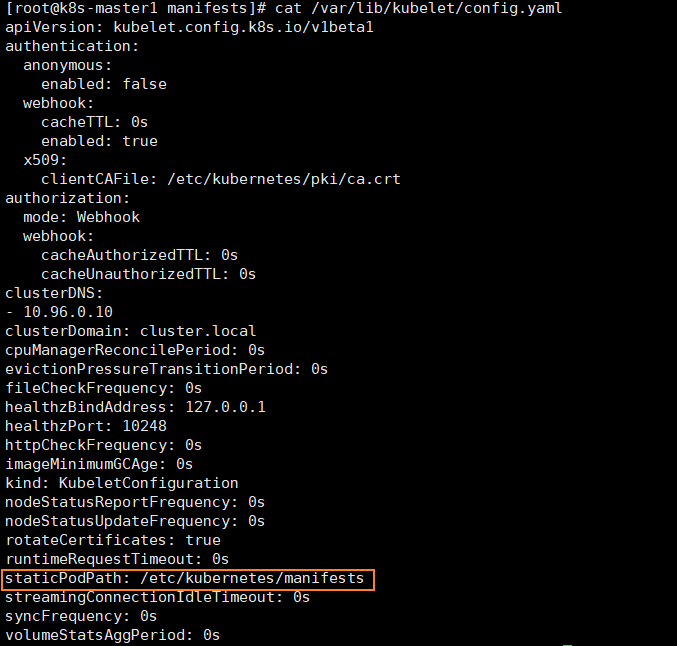 [root@k8s-master1 manifests]# cat /var/lib/kubelet/config.yaml
apiVersion: kubelet.config.k8s.io/v1beta1
authentication:
  anonymous:
    enabled: false
  webhook:
    cacheTTL: 0s
    enabled: true
  x509:
    clientCAFile: /etc/kubernetes/pki/ca.crt
authorization:
  mode: Webhook
  webhook:
    cacheAuthorizedTTL: 0s
    cacheUnauthorizedTTL: 0s
clusterDNS:
- 10.96.0.10
clusterDomain: cluster.local
cpuManagerReconcilePeriod: 0s
evictionPressureTransitionPeriod: 0s
fileCheckFrequency: 0s
healthzBindAddress: 127.0.0.1
healthzPort: 10248
httpCheckFrequency: 0s
imageMinimumGCAge: 0s
kind: KubeletConfiguration
nodeStatusReportFrequency: 0s
nodeStatusUpdateFrequency: 0s
rotateCertificates: true
runtimeRequestTimeout: 0s
staticPodPath: /etc/kubernetes/manifests
streamingConnectionIdleTimeout: 0s
syncFrequency: 0s
volumeStatsAggPeriod: 0s